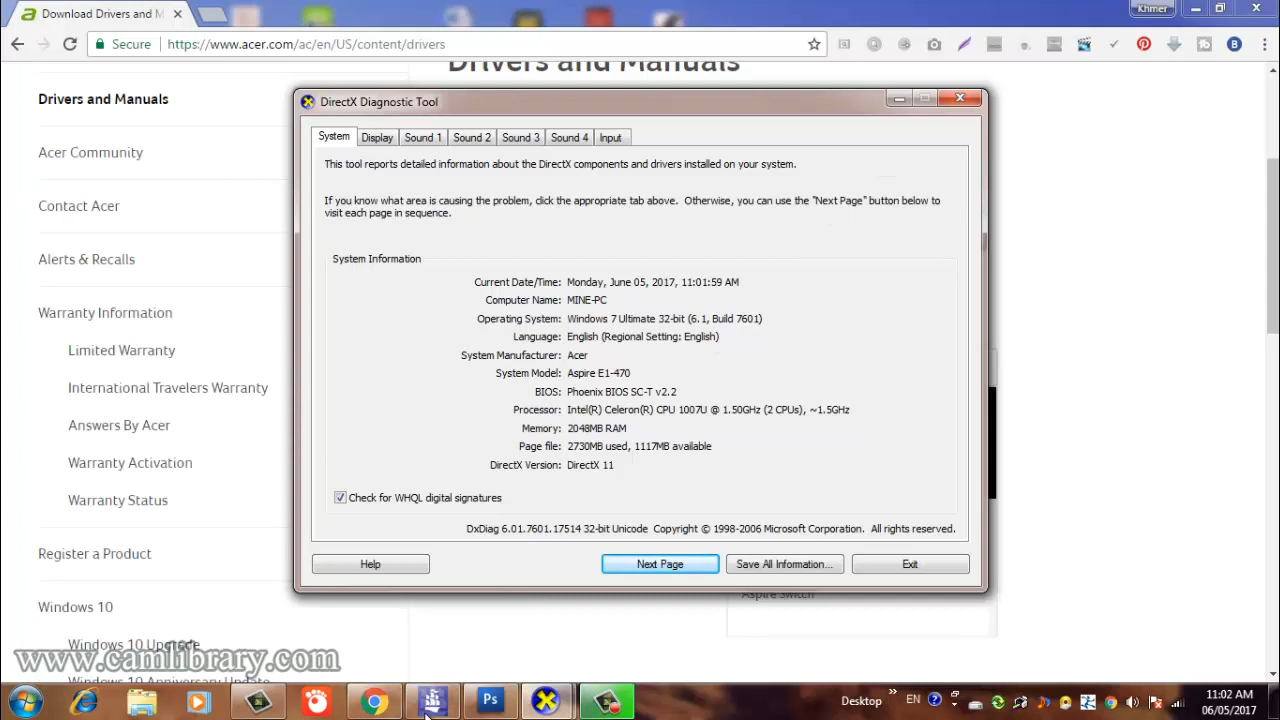 Download Drivers and M
Khmer
Secure
https://www.acer.com/ac/en/US/content/drivers
Drivers and Manuals
Drivers and Manuals
Acer Community
Contact Acer
Alerts & Recalls
Warranty Information
Limited Warranty
International Travelers Warranty
Answers By Acer
Warranty Activation
Warranty Status
Register a Product
Windows 10
Windows 10 Upgrade
Windows 10 Anniversary Update
DirectX Diagnostic Tool
System Display Sound 1 Sound 2 Sound 3 Sound 4 Input
This tool reports detailed information about the DirectX components and drivers installed on your system.
If you know what area is causing the problem, click the appropriate tab above. Otherwise, you can use the "Next Page" button below to
visit each page in sequence.
System Information
Current Date/Time: Monday, June 05, 2017, 11:01:59 AM
Computer Name: MINE-PC
Operating System: Windows 7 Ultimate 32-bit (6.1, Build 7601)
Language: English (Regional Setting: English)
System Manufacturer: Acer
System Model: Aspire E1-470
BIOS: Phoenix BIOS SC-T v2.2
Processor: Intel(R) Celeron(R) CPU 1007U @ 1.50GHz (2 CPUs), ~1.5GHz
Memory: 2048MB RAM
Page file: 2730MB used, 1117MB available
DirectX Version: DirectX 11
Check for WHQL digital signatures
DxDiag 6.01.7601.17514 32-bit Unicode Copyright © 1998-2006 Microsoft Corporation. All rights reserved.
Help Next Page Save All Information... Exit
Aspire Switch
www.camlibrary.com
Ps
Desktop
EN
11:02 AM
06/05/2017